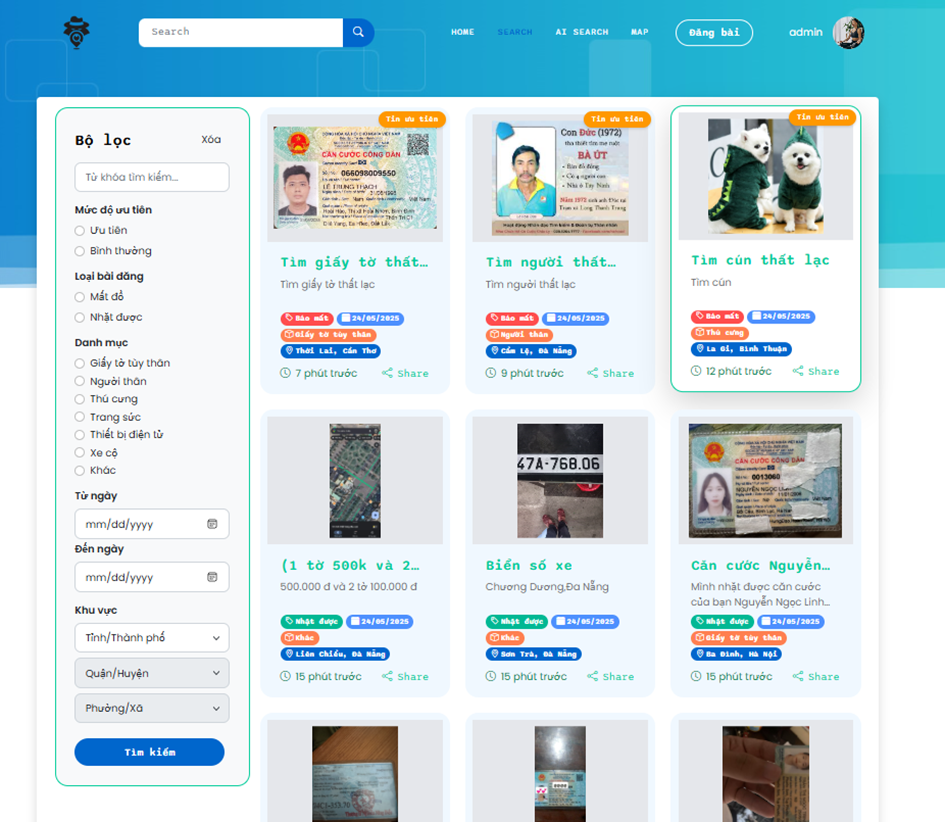 Search
HOME
SEARCH
AI SEARCH
MAP
Đăng bài
admin
Bộ lọc
Xóa
Từ khóa tìm kiếm...
Mức độ ưu tiên
Ưu tiên
Bình thường
Loại bài đăng
Mất đồ
Nhặt được
Danh mục
Giấy tờ tùy thân
Người thân
Thú cưng
Trang sức
Thiết bị điện tử
Xe cộ
Khác
Từ ngày
mm/dd/yyyy
Đến ngày
mm/dd/yyyy
Khu vực
Tỉnh/Thành phố
Quận/Huyện
Phường/Xã
Tìm kiếm
Tin ưu tiên
CĂN CƯỚC CÔNG DÂN
066098009550
LÊ TRUNG THẠCH
Tìm giấy tờ thất...
Tìm giấy tờ thất lạc
Báo mất
24/05/2025
Giấy tờ tùy thân
Thới Lai, Cần Thơ
7 phút trước
Share
Tin ưu tiên
Con Đức (1972)
tha thiết tìm mẹ ruột
BÀ ÚT
Tìm người thất...
Tìm người thất lạc
Báo mất
24/05/2025
Người thân
Cẩm Lệ, Đà Nẵng
9 phút trước
Share
Tin ưu tiên
Tìm cún thất lạc
Tìm cún
Báo mất
24/05/2025
Thú cưng
La Gi, Bình Thuận
12 phút trước
Share
(1 tờ 500k và 2...
500.000 đ và 2 tờ 100.000 đ
Nhặt được
24/05/2025
Khác
Liên Chiểu, Đà Nẵng
15 phút trước
Share
47A-768.06
Biển số xe
Chương Dương,Đa Nẵng
Nhặt được
24/05/2025
Khác
Sơn Trà, Đà Nẵng
15 phút trước
Share
CĂN CƯỚC CÔNG DÂN
0013060
Căn cước Nguyễn...
Mình nhặt được căn cước
của bạn Nguyễn Ngọc Linh...
Nhặt được
24/05/2025
Giấy tờ tùy thân
Ba Đình, Hà Nội
15 phút trước
Share